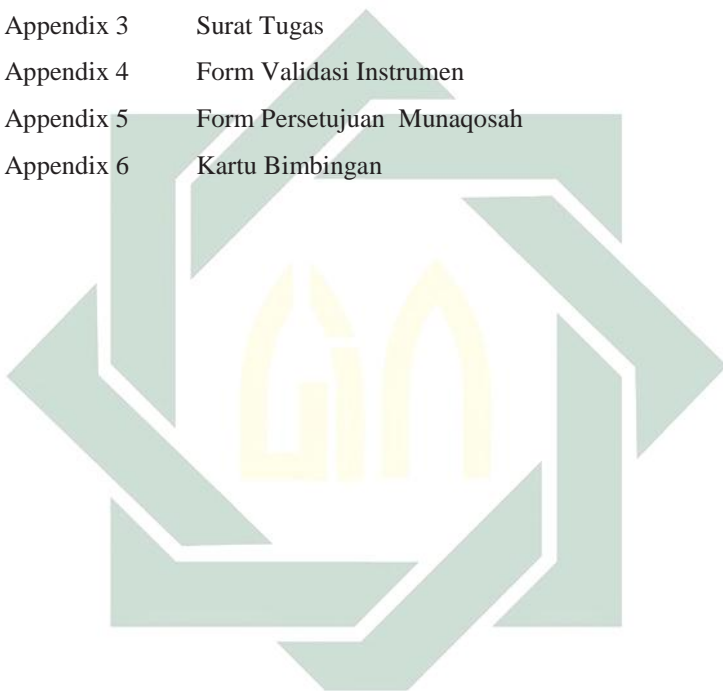 Appendix 3 Surat Tugas
Appendix 4 Form Validasi Instrumen
Appendix 5 Form Persetujuan Munaqosah
Appendix 6 Kartu Bimbingan